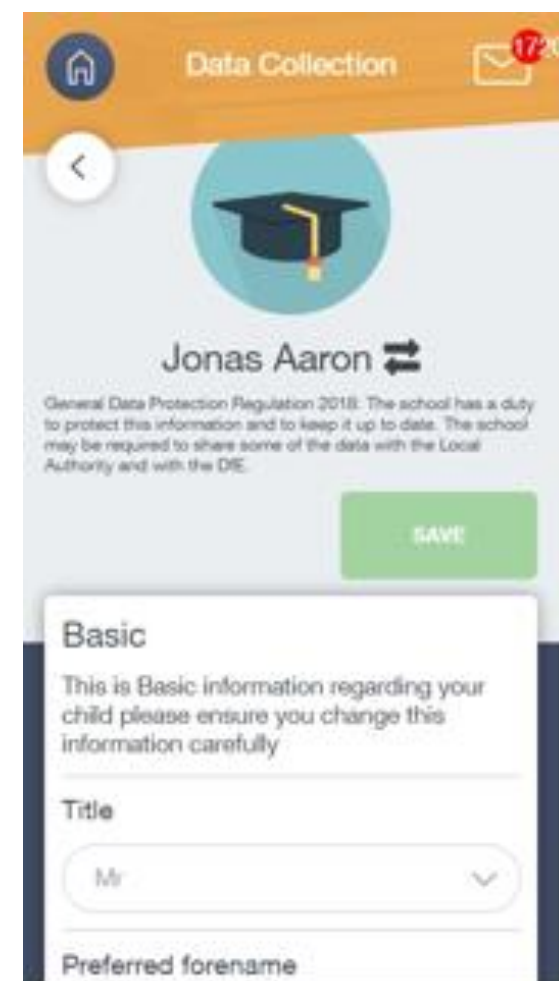 Data Collection
1720
Jonas Aaron
General Data Protection Regulation 2018. The school has a duty
to protect this information and to keep it up to date. The school
may be required to share some of the data with the Local
Authority and with the DfE.
SAVE
Basic
This is Basic information regarding your
child please ensure you change this
information carefully
Title
Mr
Preferred forename